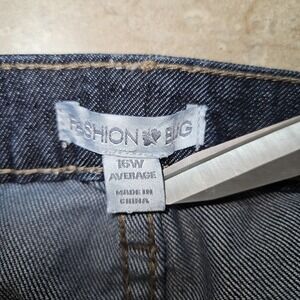 FASHION BUG
16W
AVERAGE
MADE IN
CHINA